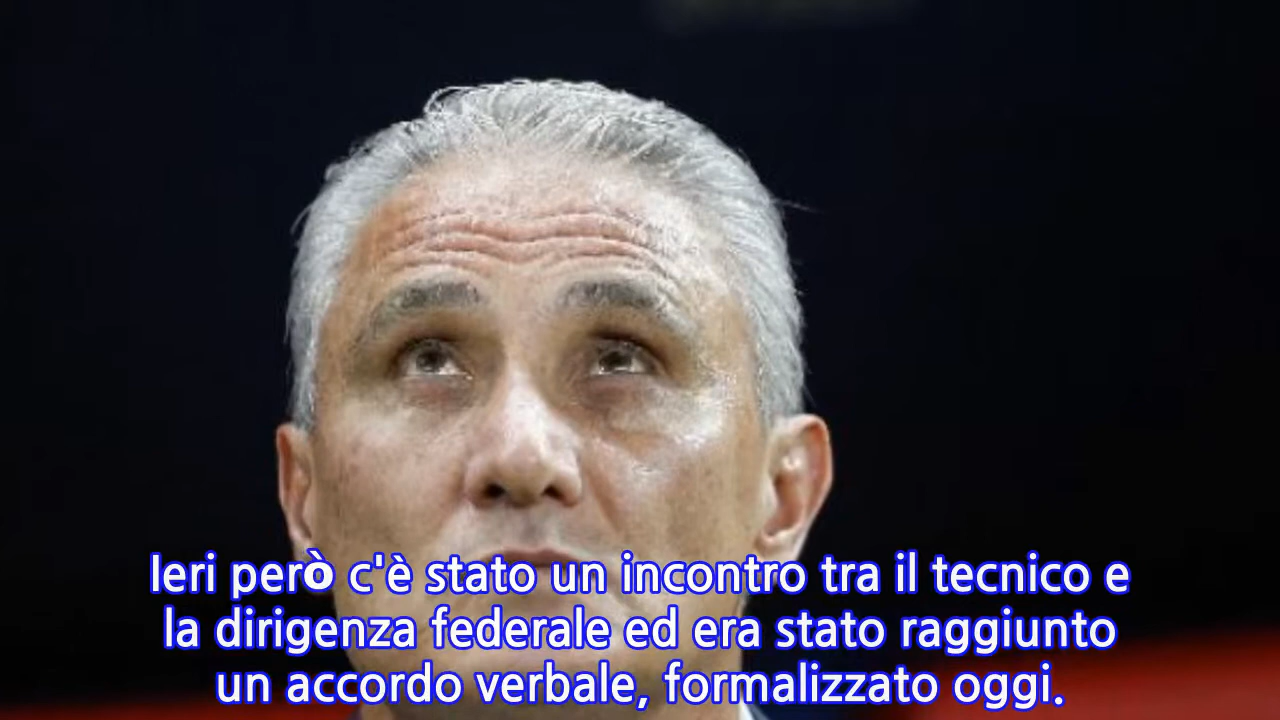 Ieri però c'è stato un incontro tra il tecnico e
la dirigenza federale ed era stato raggiunto
un accordo verbale, formalizzato oggi.